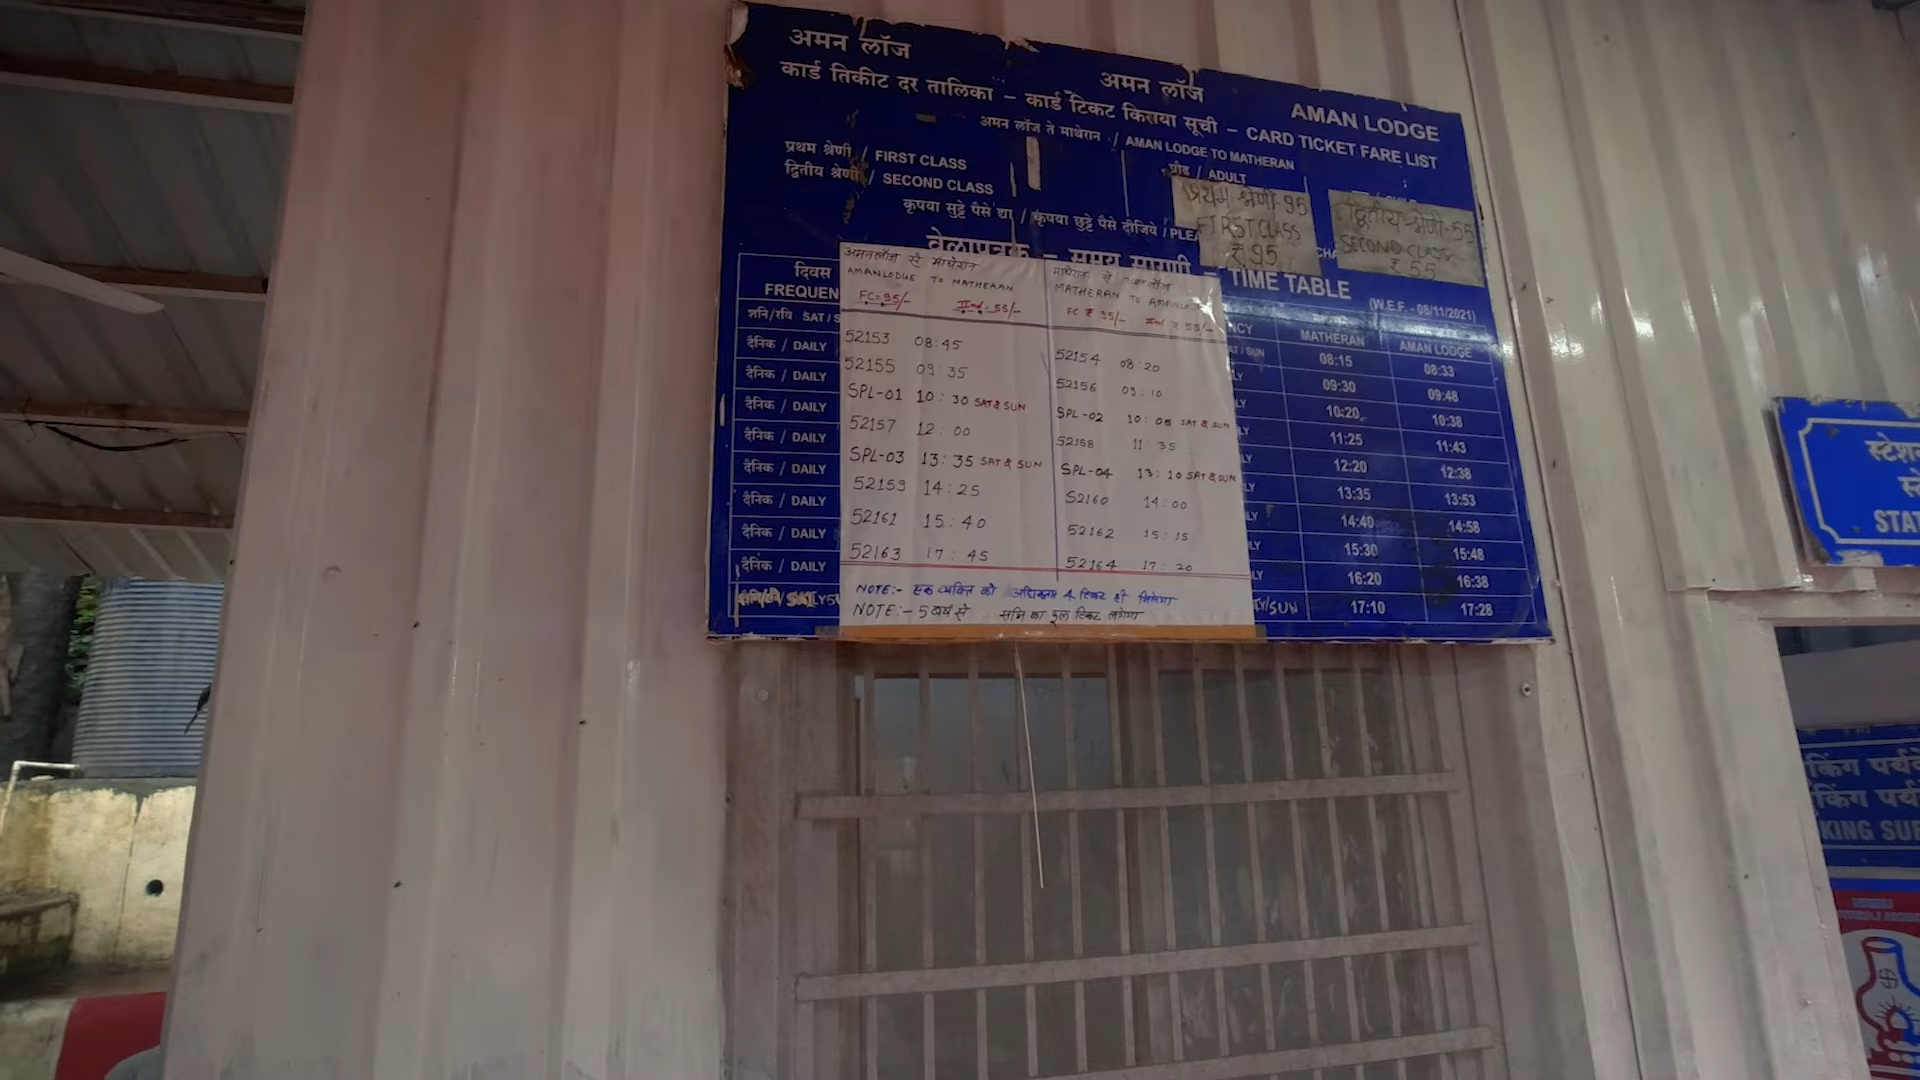 अमन लॉज अमन लॉज AMAN LODGE
कार्ड तिकीट दर तालिका – कार्ड टिकट किराया सूची – CARD TICKET FARE LIST
अमन लॉज ते माथेरान / AMAN LODGE TO MATHERAN
प्रथम श्रेणी / FIRST CLASS
द्वितीय श्रेणी / SECOND CLASS
प्रौढ / ADULT
प्रथम श्रेणी-95
FIRST CLASS
₹ 95
द्वितीय श्रेणी-55
SECOND CLASS
₹ 55
कृपया सुट्टे पैसे द्या / कृपया छुट्टे पैसे दीजिये /
वेळापत्रक – समय सारणी – TIME TABLE
(W.E.F. - 08/11/2021)
दिवस
MATHERAN AMAN LODGE
शनि/रवि SAT / 08:15 08:33
दैनिक / DAILY 09:30 09:48
दैनिक / DAILY 10:20 10:38
दैनिक / DAILY 11:25 11:43
दैनिक / DAILY 12:20 12:38
दैनिक / DAILY 13:35 13:53
दैनिक / DAILY 14:40 14:58
दैनिक / DAILY 15:30 15:48
दैनिक / DAILY 16:20 16:38
/SUN 17:10 17:28
अमनलॉज से माथेरान
AMANLODGE TO MATHERAN
FC=95/- IInd=55/-
52153 08:45
52155 09:35
SPL-01 10:30 SAT & SUN
52157 12:00
SPL-03 13:35 SAT & SUN
52159 14:25
52161 15:40
52163 17:45
माथेरान से
MATHERAN TO
FC ₹ 95/- IInd ₹ 55/-
52154 08:20
52156 09:10
SPL-02 10:05 SAT & SUN
52158 11:35
SPL-04 13:10 SAT & SUN
52160 14:00
52162 15:15
52164 17:20
NOTE:- एक व्यक्ति को अधिकतम 4 टिकट ही मिलेगा
NOTE:- 5 वर्ष से का फुल टिकट लगेगा